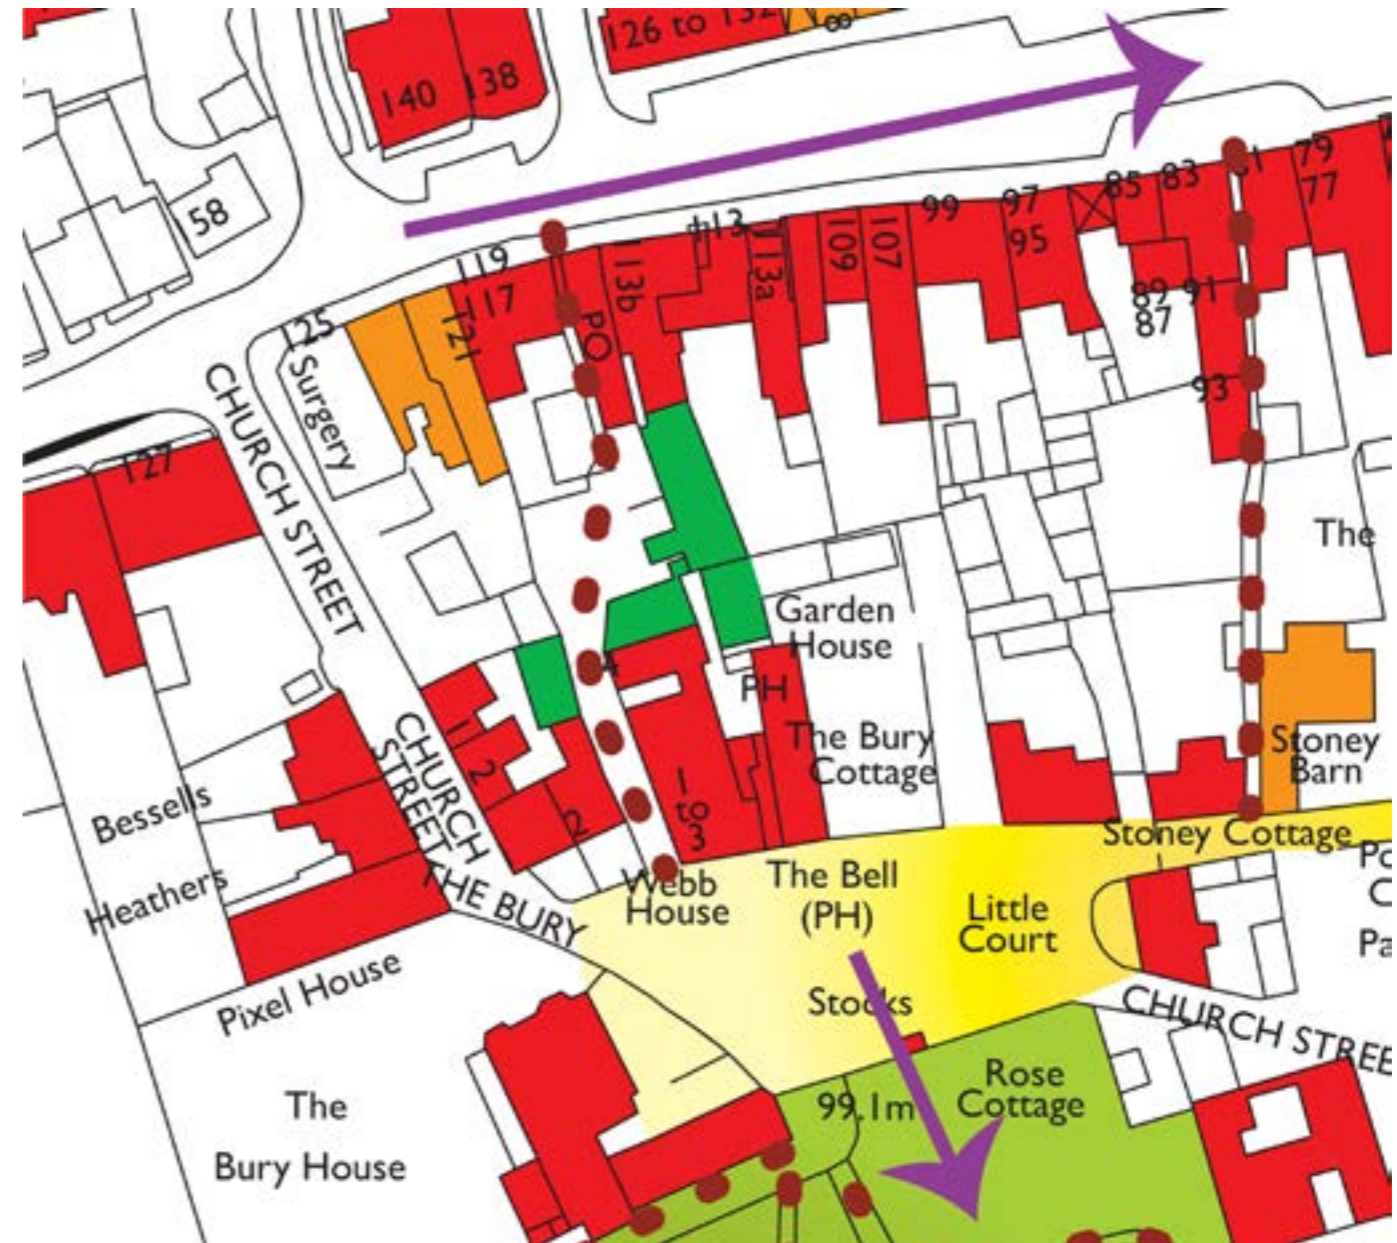 126 to 132
8
140
138
58
79
77
83
85
97
95
99
107
109
113a
113
113b
PO
119
117
121
125
Surgery
127
CHURCH STREET
89
91
87
93
The
Garden
House
PH
4
The Bury
Cottage
Stoney
Barn
Stoney Cottage
CHURCH
STREET
1
2
2
1
to
3
Bessells
Heathers
THE BURY
Webb
House
The Bell
(PH)
Little
Court
Pixel House
Stocks
CHURCH STREE
Rose
Cottage
99.1m
The
Bury House